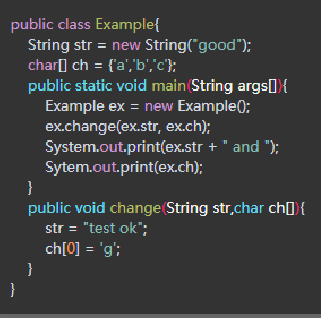 public class Example{
String str = new String("good");
char[] ch = {'a','b','c'};
public static void main(String args[]){
Example ex = new Example();
ex.change(ex.str, ex.ch);
System.out.print(ex.str + " and ");
Sytem.out.print(ex.ch);
}
public void change(String str,char ch[]){
str = "test ok";
ch[0] = 'g';
}
}